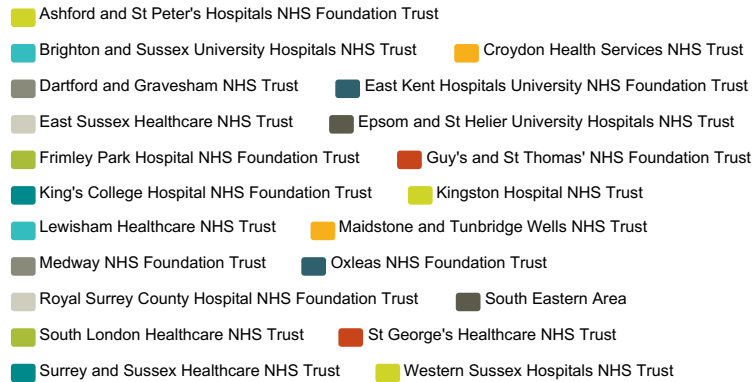 Ashford and St Peter's Hospitals NHS Foundation Trust
Brighton and Sussex University Hospitals NHS Trust Croydon Health Services NHS Trust
Dartford and Gravesham NHS Trust East Kent Hospitals University NHS Foundation Trust
East Sussex Healthcare NHS Trust Epsom and St Helier University Hospitals NHS Trust
Frimley Park Hospital NHS Foundation Trust Guy's and St Thomas' NHS Foundation Trust
King's College Hospital NHS Foundation Trust Kingston Hospital NHS Trust
Lewisham Healthcare NHS Trust Maidstone and Tunbridge Wells NHS Trust
Medway NHS Foundation Trust Oxleas NHS Foundation Trust
Royal Surrey County Hospital NHS Foundation Trust South Eastern Area
South London Healthcare NHS Trust St George's Healthcare NHS Trust
Surrey and Sussex Healthcare NHS Trust Western Sussex Hospitals NHS Trust